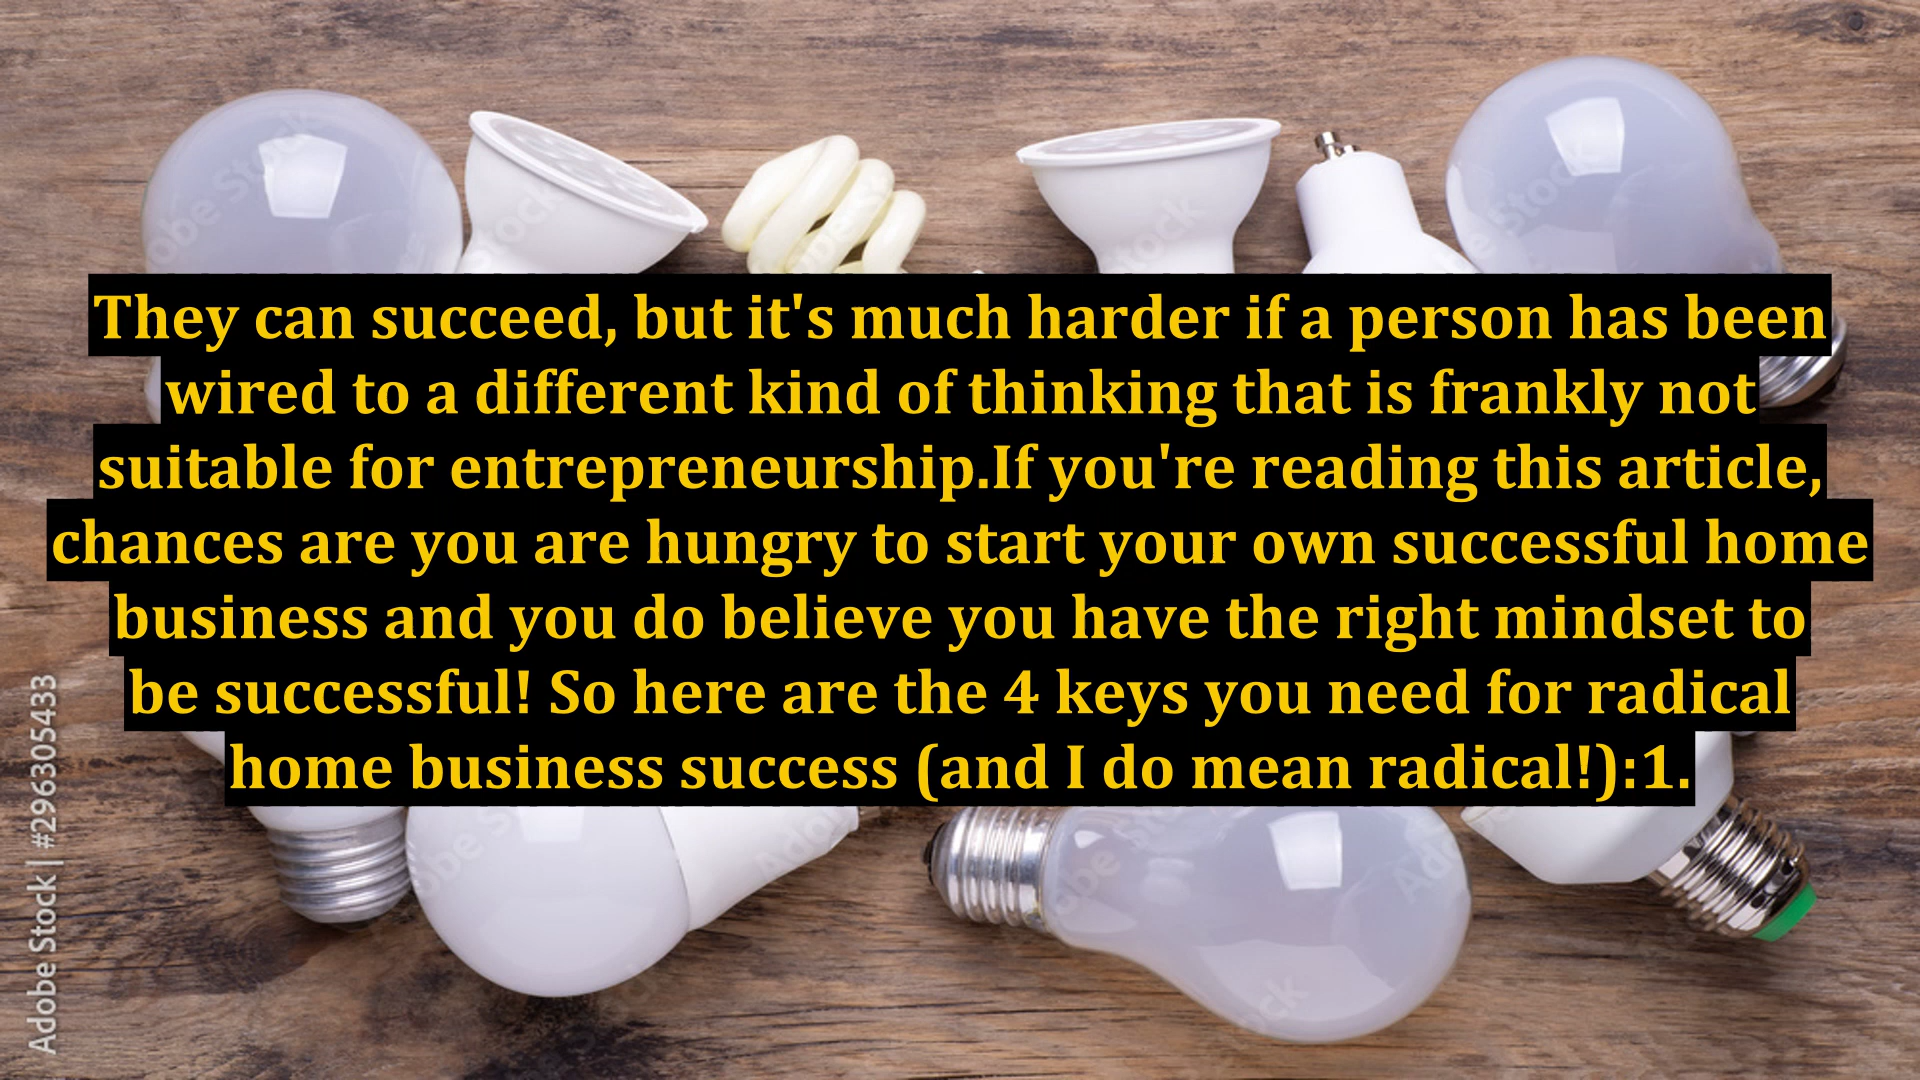 They can succeed, but it's much harder if a person has been
wired to a different kind of thinking that is frankly not
suitable for entrepreneurship.If you're reading this article,
chances are you are hungry to start your own successful home
business and you do believe you have the right mindset to
be successful! So here are the 4 keys you need for radical
home business success (and I do mean radical!):1.
Adobe Stock | #296305433